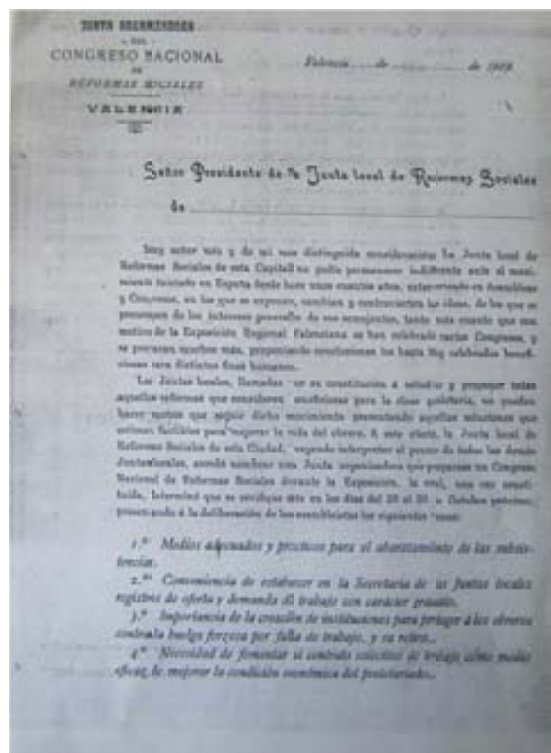 JUNTA ORGANIZADORA
DEL
CONGRESO NACIONAL
DE
REFORMAS SOCIALES
VALENCIA
Valencia de de 1909
Señor Presidente de la Junta local de Reformas Sociales
de
Muy señor mío y de mi más distinguida consideración: La Junta local de
Reformas Sociales de esta Capital no podía permanecer indiferente ante el movi-
miento iniciado en España desde hace unos cuantos años, exteriorizado en Asambleas
y Congresos, en los que se exponen, cambian y contrarrestan las ideas, de los que se
preocupan de los intereses generales de sus semejantes, tanto más cuanto que con
motivo de la Exposición Regional Valenciana se han celebrado varios Congresos, y
se preparan muchos más, proponiendo conclusiones los hasta hoy celebrados benefi-
ciosas para distintos fines humanos.
Las Juntas locales, llamadas por su constitución á estudiar y proponer todas
aquellas reformas que consideren beneficiosas para la clase proletaria, no pueden
hacer menos que seguir dicho movimiento presentando aquellas soluciones que
estimen factibles para mejorar la vida del obrero. A este efecto, la Junta local de
Reformas Sociales de esta Ciudad, creyendo interpretar el pensar de todas las demás
Juntas locales, acordó nombrar una Junta organizadora que preparase un Congreso
Nacional de Reformas Sociales durante la Exposición, la cual, una vez consti-
tuida, determinó que se verifique éste en los días del 26 al 30 Octubre próximo,
presentando á la deliberación de los asambleistas los siguientes temas:
1.º Medios adecuados y prácticos para el abaratamiento de las subsis-
tencias.
2.º Conveniencia de establecer en la Secretaría de las Juntas locales
registros de oferta y demanda de trabajo con carácter gratuito.
3.º Importancia de la creación de instituciones para proteger á los obreros
contra la huelga forzosa por falta de trabajo, y su retiro.
4.º Necesidad de fomentar el contrato colectivo de trabajo como medio
eficaz de mejorar la condición económica del proletariado.